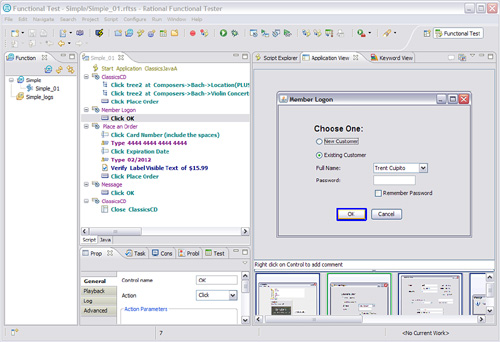 Functional Test - Simple/Simple_01.rftss - Rational Functional Tester
File Edit Navigate Search Project Script Configure Run Window Help
Functional Test
Function
Simple
Simple_01
Simple_logs
Simple_01
Start Application ClassicsJavaA
ClassicsCD
Click tree2 at Composers->Bach->Location(PLUS
Click tree2 at Composers->Bach->Violin Concert
Click Place Order
Member Logon
Click OK
Place an Order
Click Card Number (include the spaces)
Type 4444 4444 4444 4444
Click Expiration Date
Type 02/2012
Verify LabelVisible Text of $15.99
Click Place Order
Message
Click OK
ClassicsCD
Close ClassicsCD
Script Java
Script Explorer Application View Keyword View
Member Logon
Choose One:
New Customer
Existing Customer
Full Name: Trent Culpito
Password:
Remember Password
OK Cancel
Right click on Control to add comment
Prop Task Cons Probl Test
General
Playback
Log
Advanced
Control name OK
Action Click
Action Parameters
7
<No Current Work>